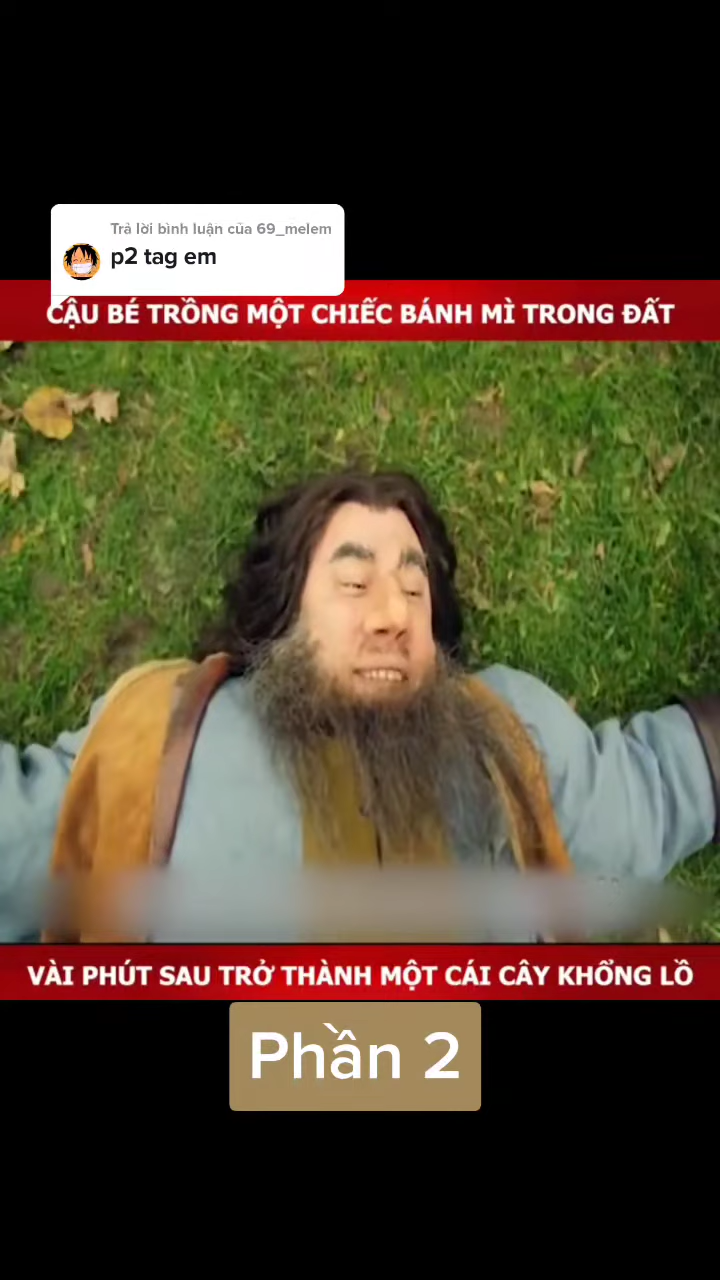 Trả lời bình luận của 69_melem
p2 tag em
CẬU BÉ TRỒNG MỘT CHIẾC BÁNH MÌ TRONG ĐẤT
VÀI PHÚT SAU TRỞ THÀNH MỘT CÁI CÂY KHỔNG LỒ
Phần 2